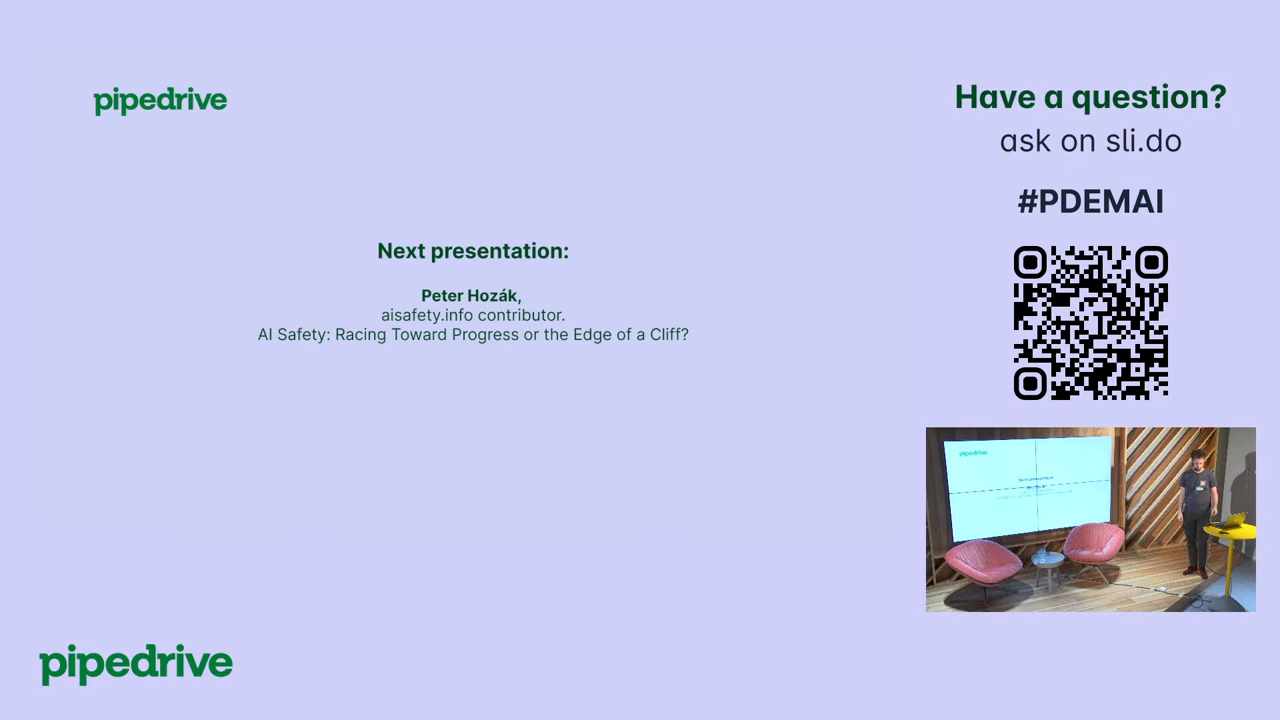 pipedrive
Have a question?
ask on sli.do
#PDEMAI
Next presentation:
Peter Hozák,
aisafety.info contributor.
AI Safety: Racing Toward Progress or the Edge of a Cliff?
pipedrive
pipedrive